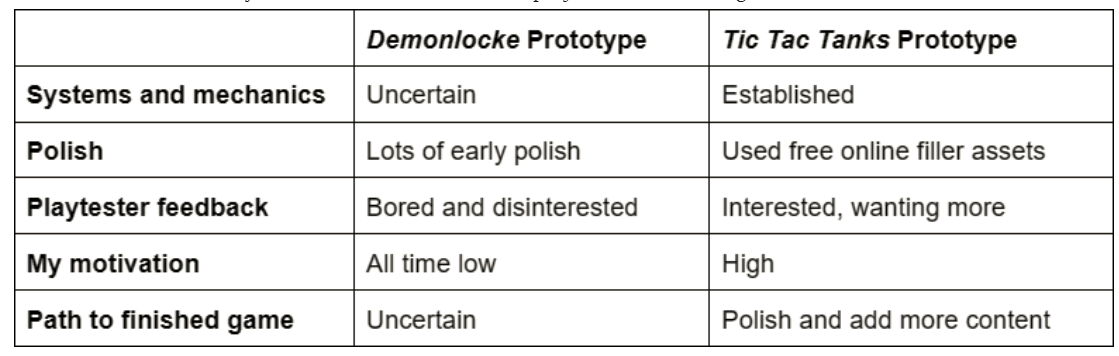 Demonlocke Prototype Tic Tac Tanks Prototype
Systems and mechanics Uncertain Established
Polish Lots of early polish Used free online filler assets
Playtester feedback Bored and disinterested Interested, wanting more
My motivation All time low High
Path to finished game Uncertain Polish and add more content